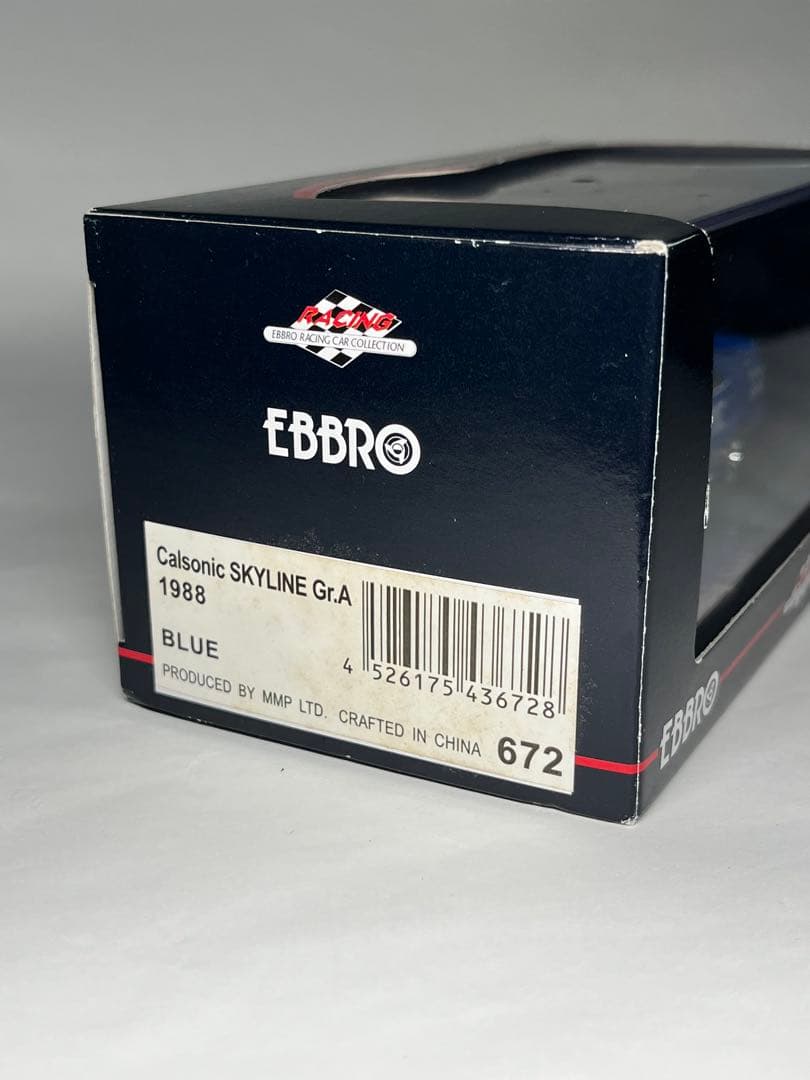 RACING
EBBRO RACING CAR COLLECTION
EBBRO
Calsonic SKYLINE Gr.A
1988
BLUE
4 526175 436728
PRODUCED BY MMP LTD. CRAFTED IN CHINA 672
EBBRO